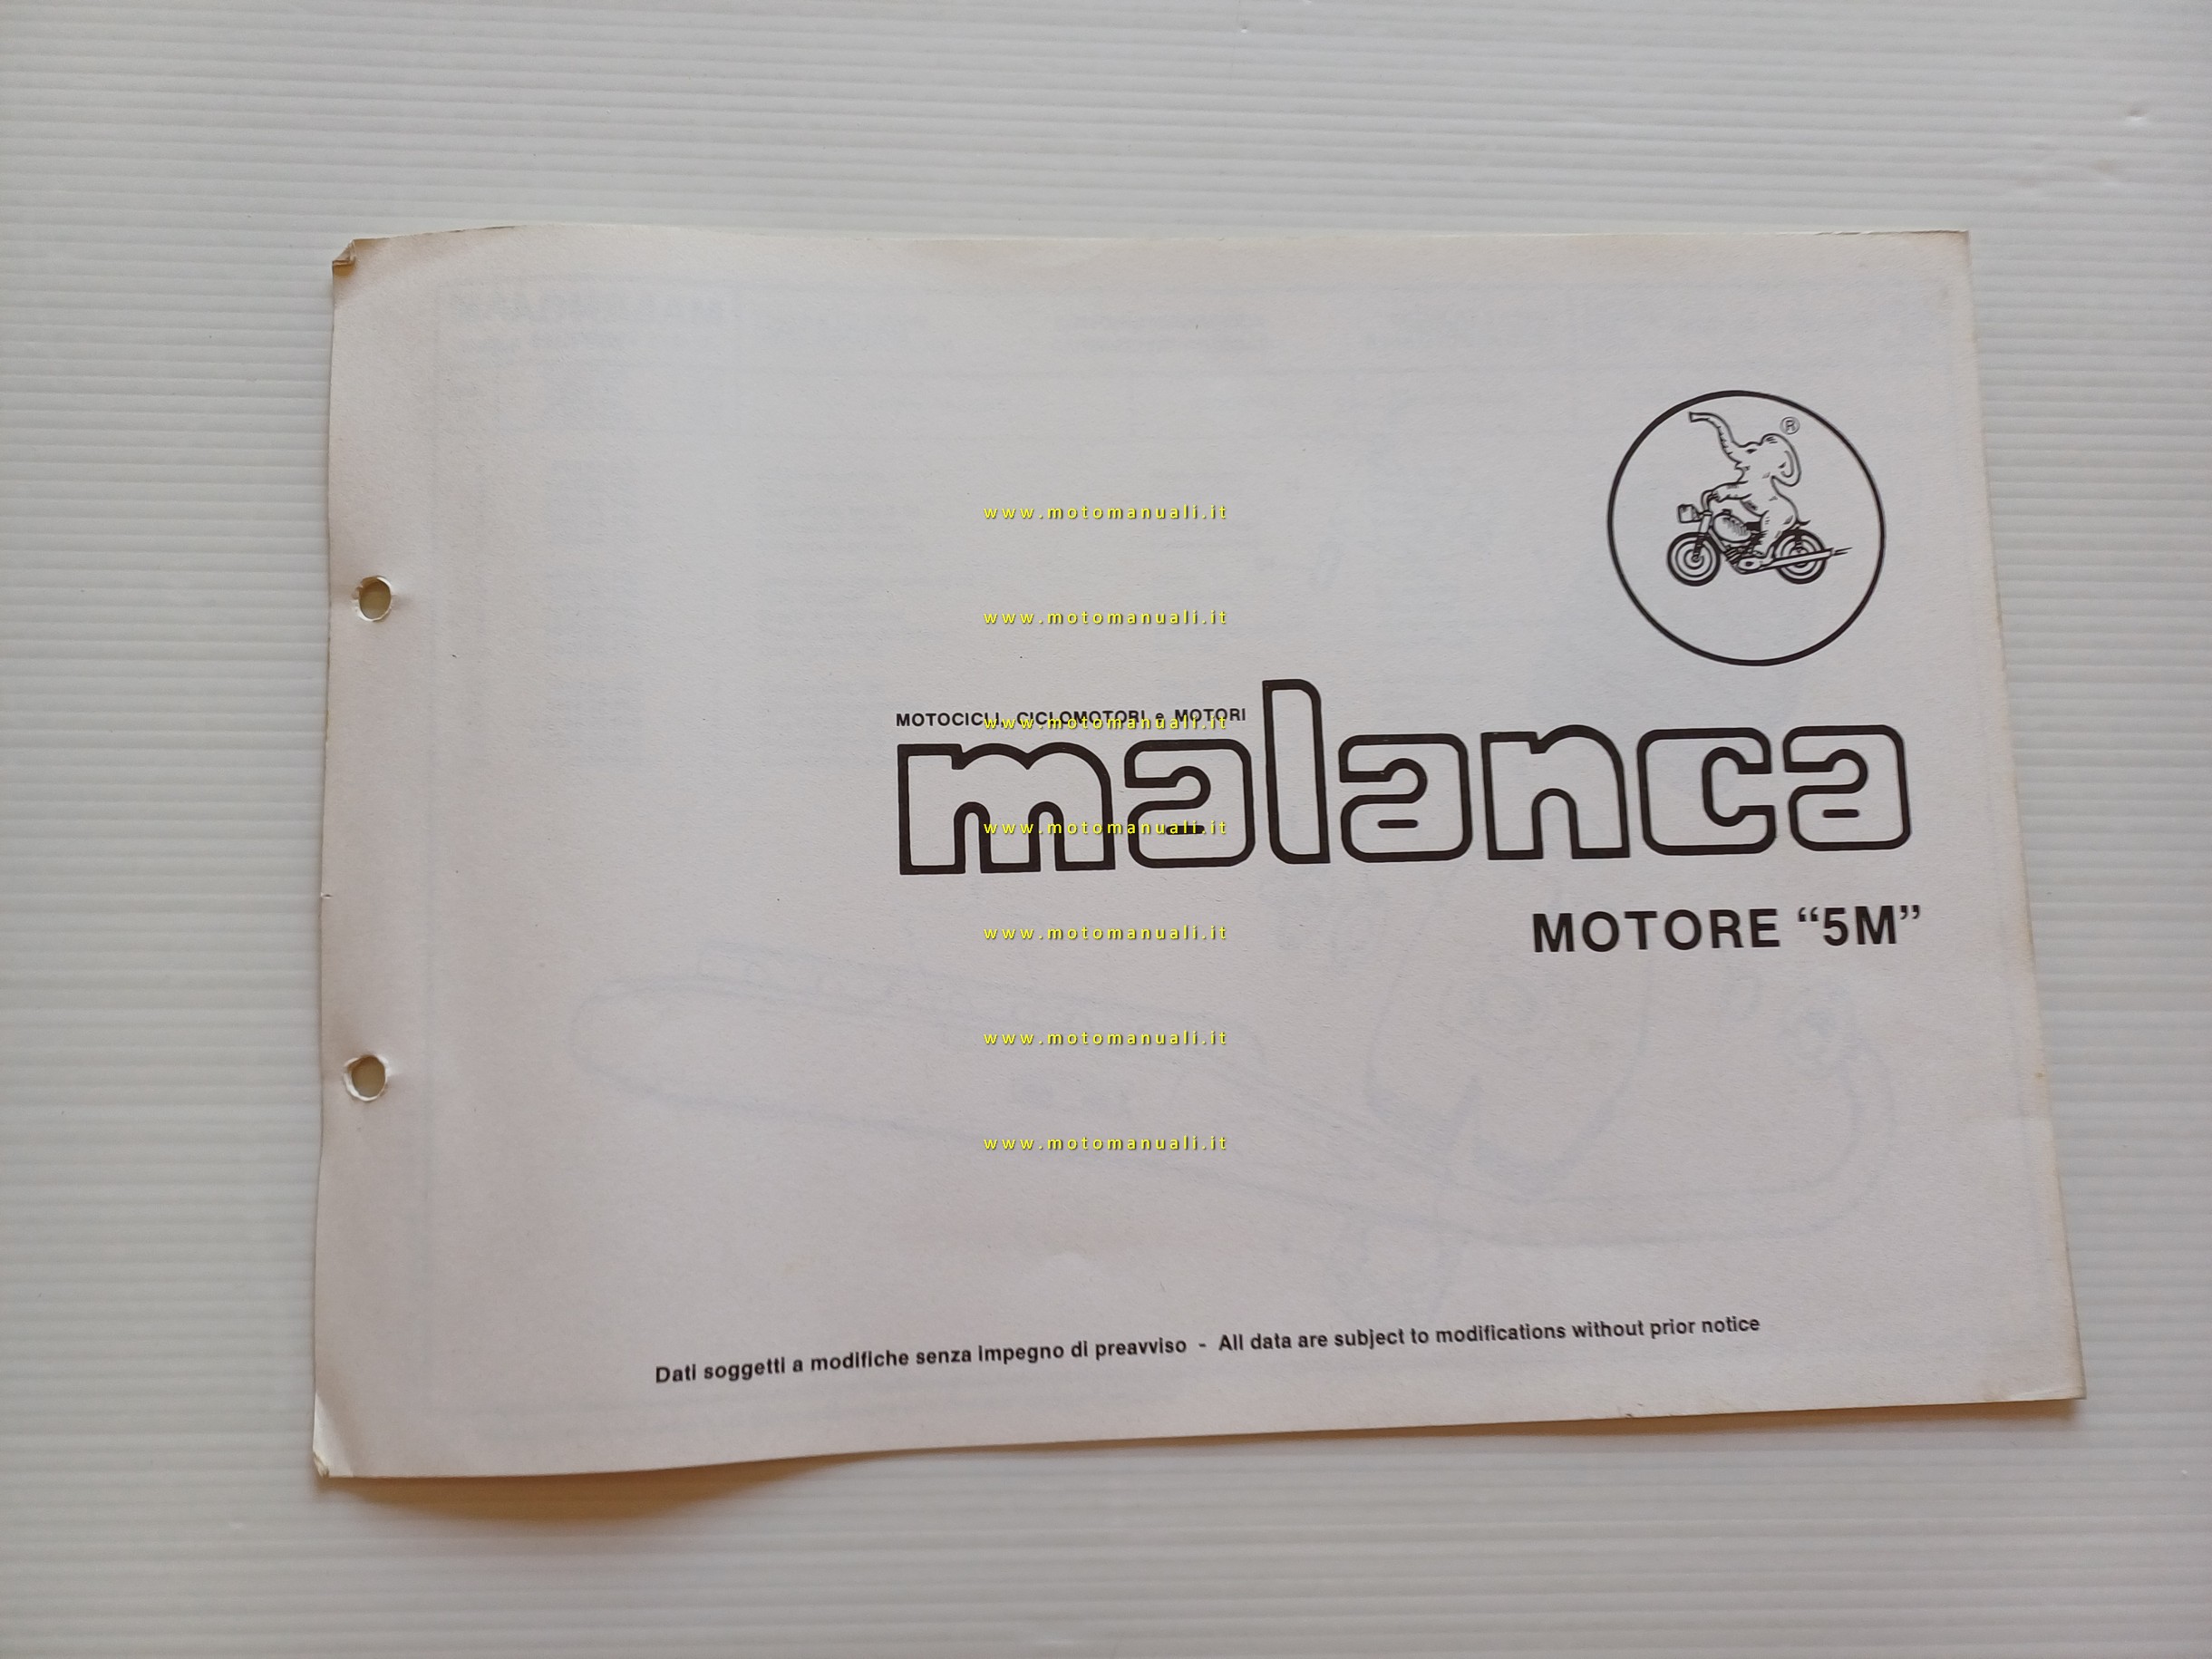 ®
www.motomanuali.it
www.motomanuali.it
MOTOCICLI, CICLOMOTORI e MOTORI
www.motomanuali.it
malanca
www.motomanuali.it
MOTORE “5M”
www.motomanuali.it
www.motomanuali.it
www.motomanuali.it
Dati soggetti a modifiche senza impegno di preavviso - All data are subject to modifications without prior notice